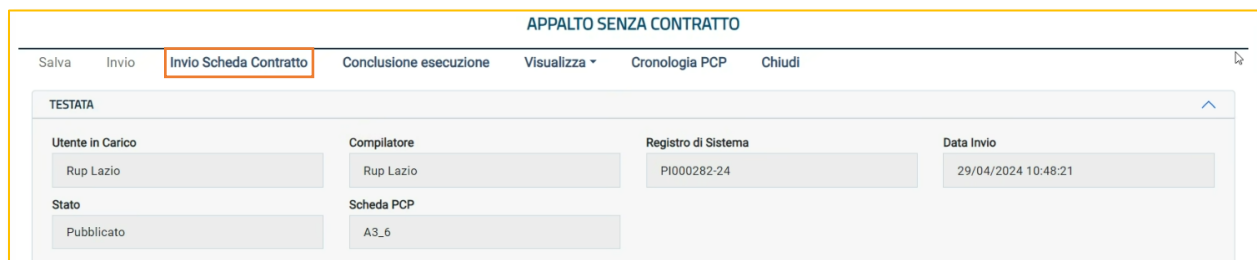 APPALTO SENZA CONTRATTO
Salva Invio Invio Scheda Contratto Conclusione esecuzione Visualizza Cronologia PCP Chiudi
TESTATA
Utente in Carico Compilatore Registro di Sistema Data Invio
Rup Lazio Rup Lazio PI000282-24 29/04/2024 10:48:21
Stato Scheda PCP
Pubblicato A3_6